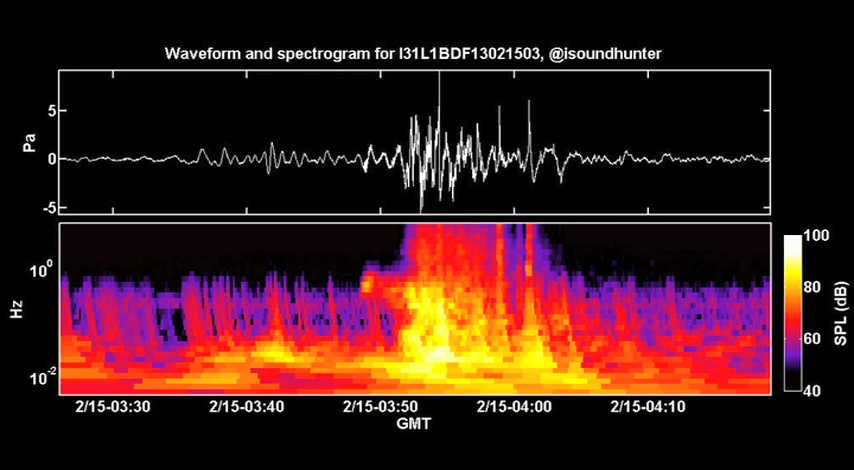 Waveform and spectrogram for I31L1BDF13021503, @isoundhunter
Pa
5
0
-5
Hz
10^0
10^-2
100
80
60
40
SPL (dB)
2/15-03:30 2/15-03:40 2/15-03:50 2/15-04:00 2/15-04:10
GMT